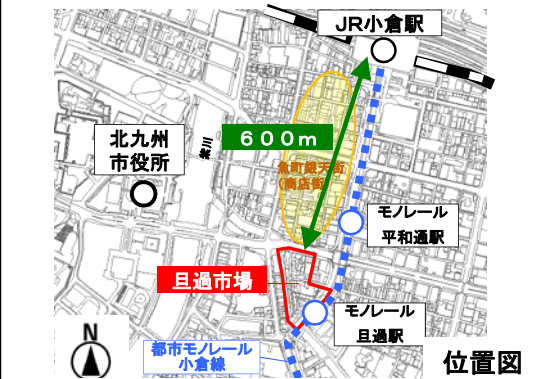 JR小倉駅
600m
北九州
市役所
紫川
魚町銀天街
(商店街)
モノレール
平和通駅
旦過市場
モノレール
旦過駅
都市モノレール
小倉線
N
位置図